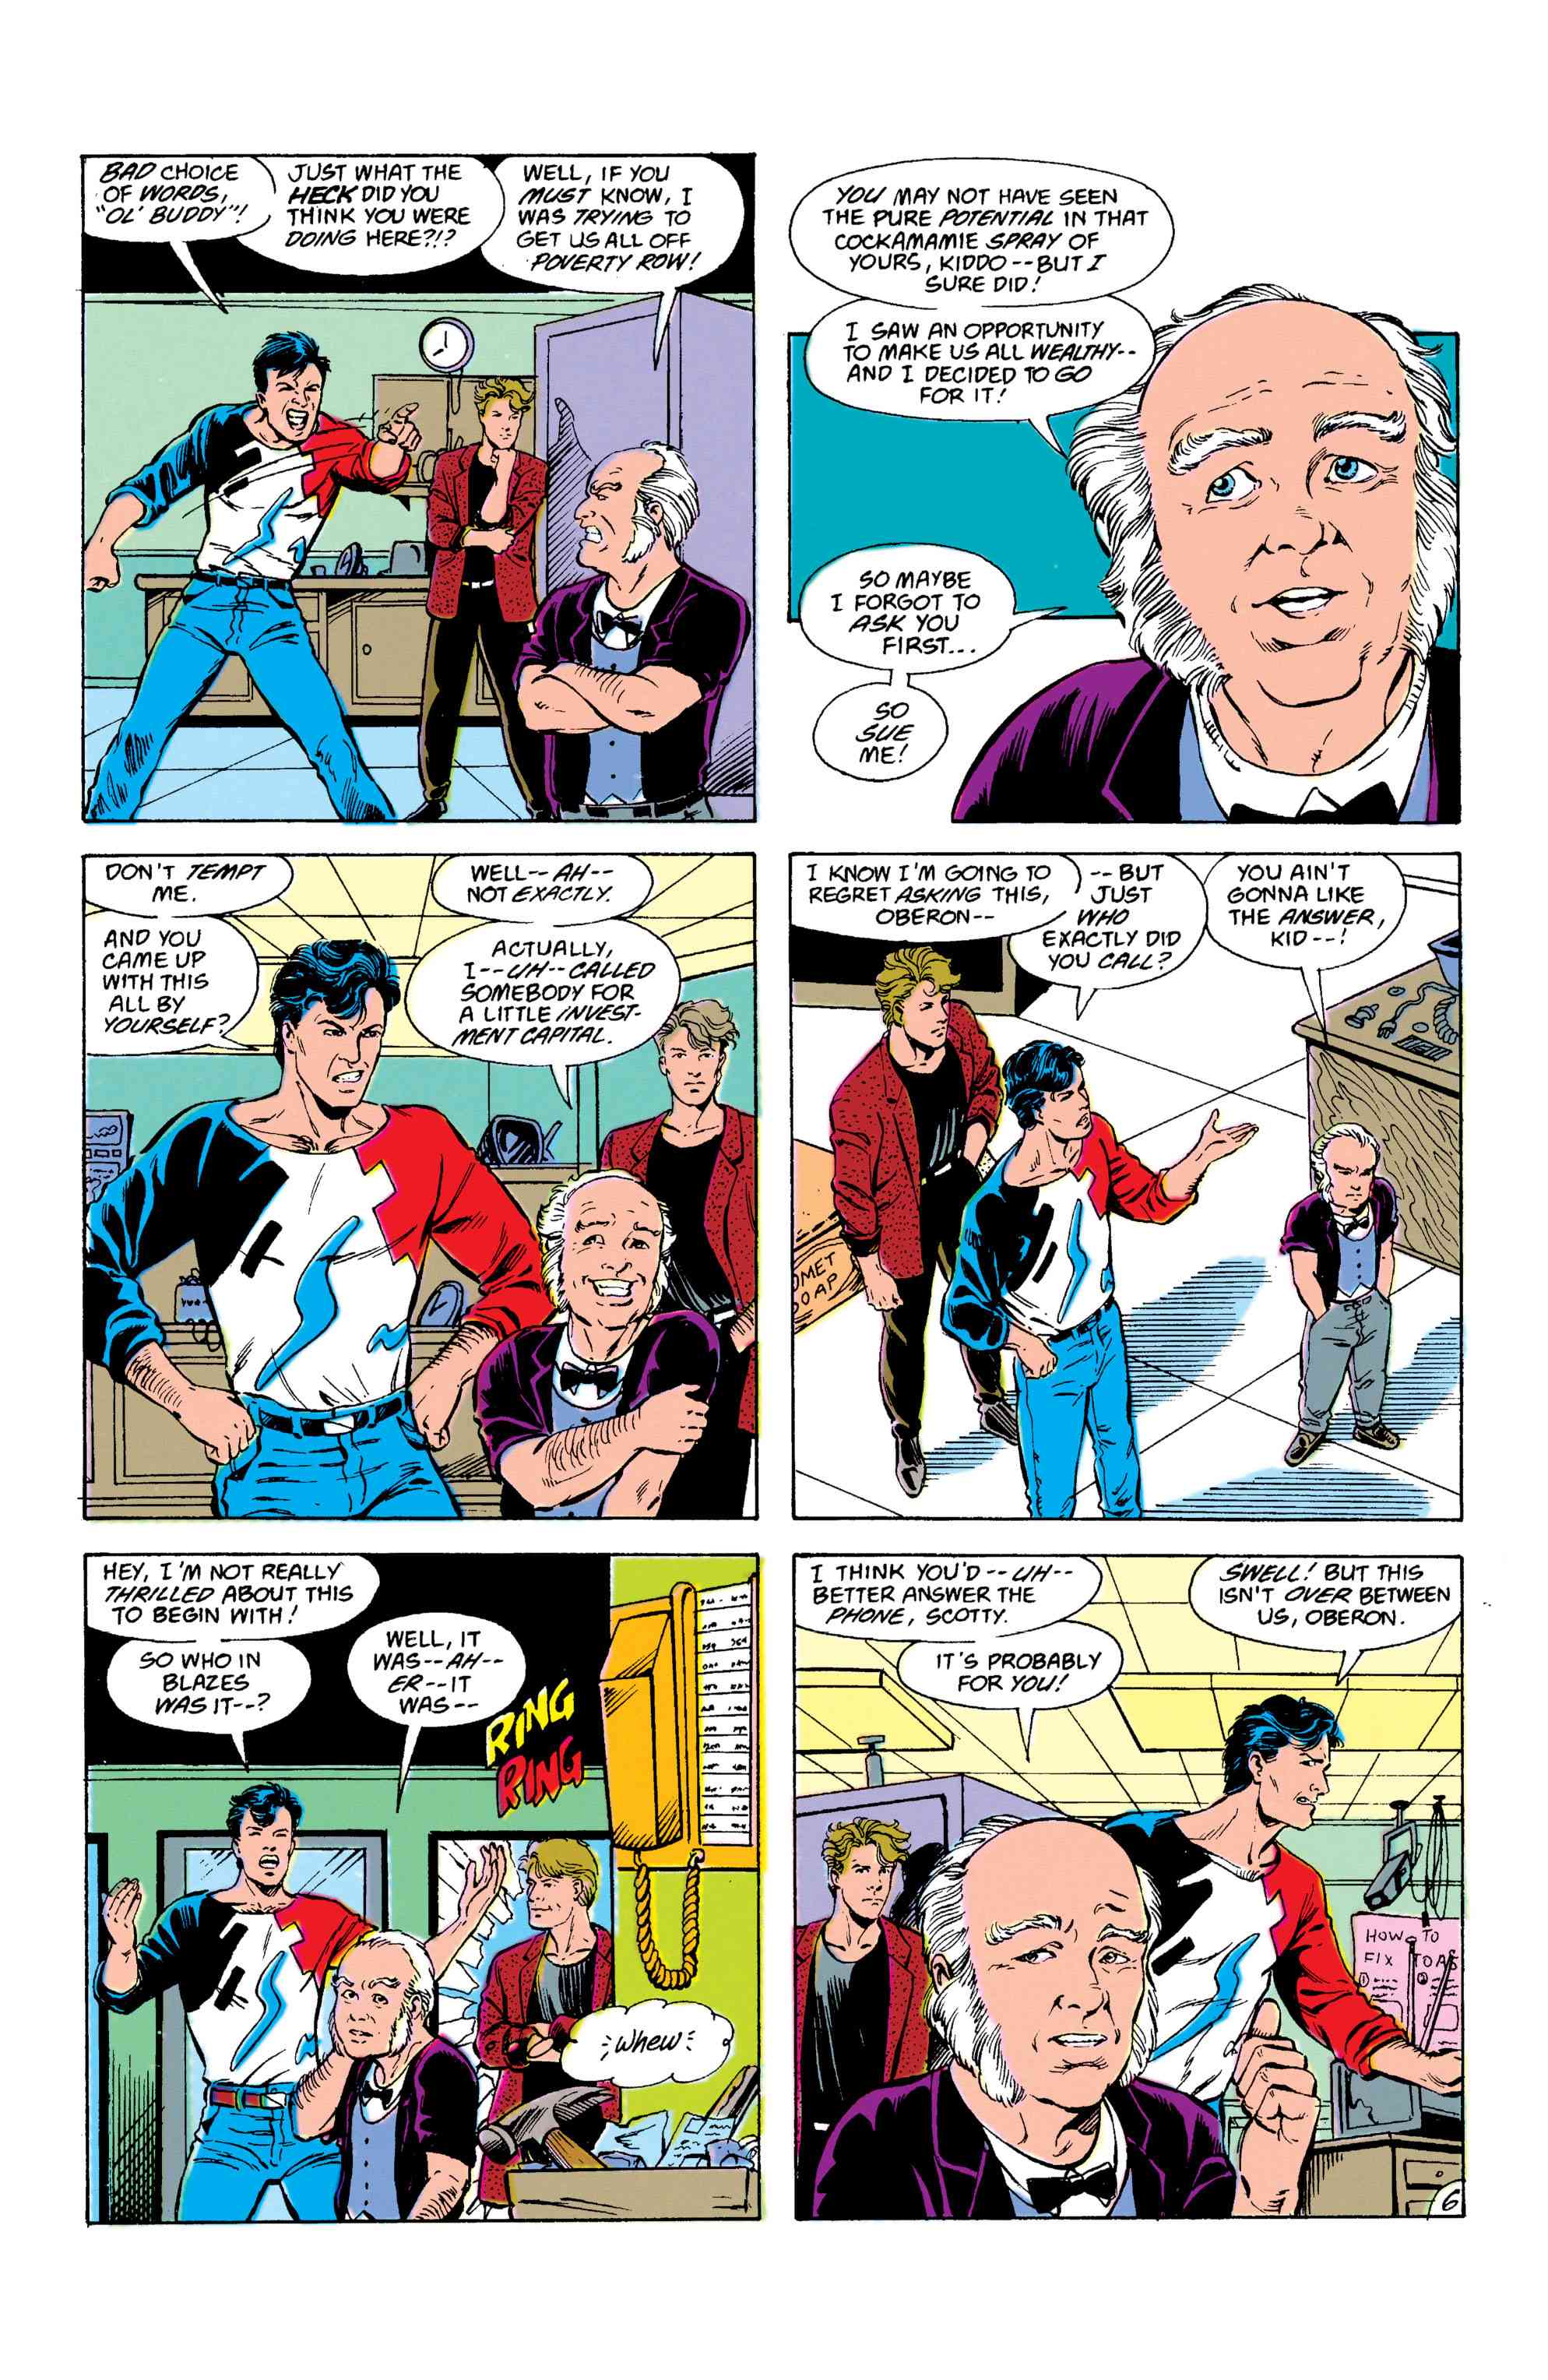 BAD CHOICE
OF WORDS,
"OL' BUDDY"!
JUST WHAT THE
HECK DID YOU
THINK YOU WERE
DOING HERE?!?
WELL, IF YOU
MUST KNOW, I
WAS TRYING TO
GET US ALL OFF
POVERTY ROW!
YOU MAY NOT HAVE SEEN
THE PURE POTENTIAL IN THAT
COCKAMAMIE SPRAY OF
YOURS, KIDDO--BUT I
SURE DID!
I SAW AN OPPORTUNITY
TO MAKE US ALL WEALTHY--
AND I DECIDED TO GO
FOR IT!
SO MAYBE
I FORGOT TO
ASK YOU
FIRST...
SO
SUE
ME!
DON'T TEMPT
ME.
AND YOU
CAME UP
WITH THIS
ALL BY
YOURSELF?
WELL--AH--
NOT EXACTLY.
ACTUALLY,
I--UH--CALLED
SOMEBODY FOR
A LITTLE INVEST-
MENT CAPITAL.
I KNOW I'M GOING TO
REGRET ASKING THIS,
OBERON--
--BUT
JUST
WHO
EXACTLY DID
YOU CALL?
YOU AIN'T
GONNA LIKE
THE ANSWER,
KID--!
OMET
SOAP
HEY, I'M NOT REALLY
THRILLED ABOUT THIS
TO BEGIN WITH!
SO WHO IN
BLAZES
WAS IT--?
WELL, IT
WAS--AH--
ER--IT
WAS--
RING
RING
WHEW
I THINK YOU'D--UH--
BETTER ANSWER THE
PHONE, SCOTTY.
IT'S PROBABLY
FOR YOU!
SWELL! BUT THIS
ISN'T OVER BETWEEN
US, OBERON.
HOW TO
FIX TOAS
1 2
6